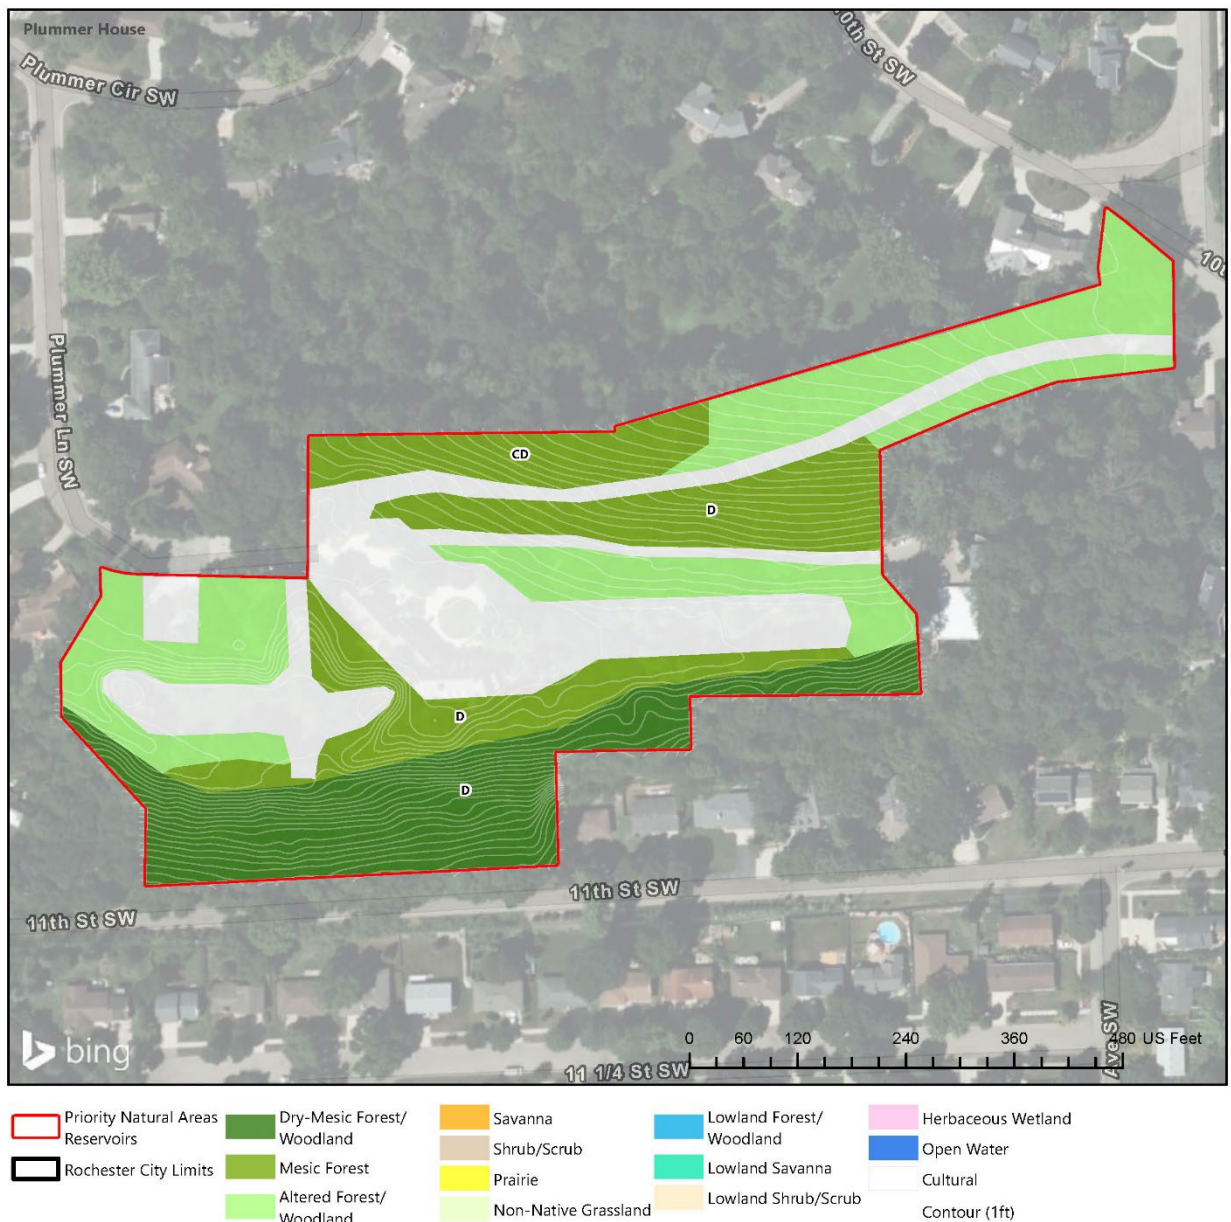 Plummer House
Plummer Cir SW
10th St SW
10t
Plummer Ln SW
CD
D
D
D
11th St SW
11th St SW
11 1/4 St SW
Ave SW
bing
0 60 120 240 360 480 US Feet
Priority Natural Areas
Reservoirs
Rochester City Limits
Dry-Mesic Forest/
Woodland
Mesic Forest
Altered Forest/
Woodland
Savanna
Shrub/Scrub
Prairie
Non-Native Grassland
Lowland Forest/
Woodland
Lowland Savanna
Lowland Shrub/Scrub
Herbaceous Wetland
Open Water
Cultural
Contour (1ft)